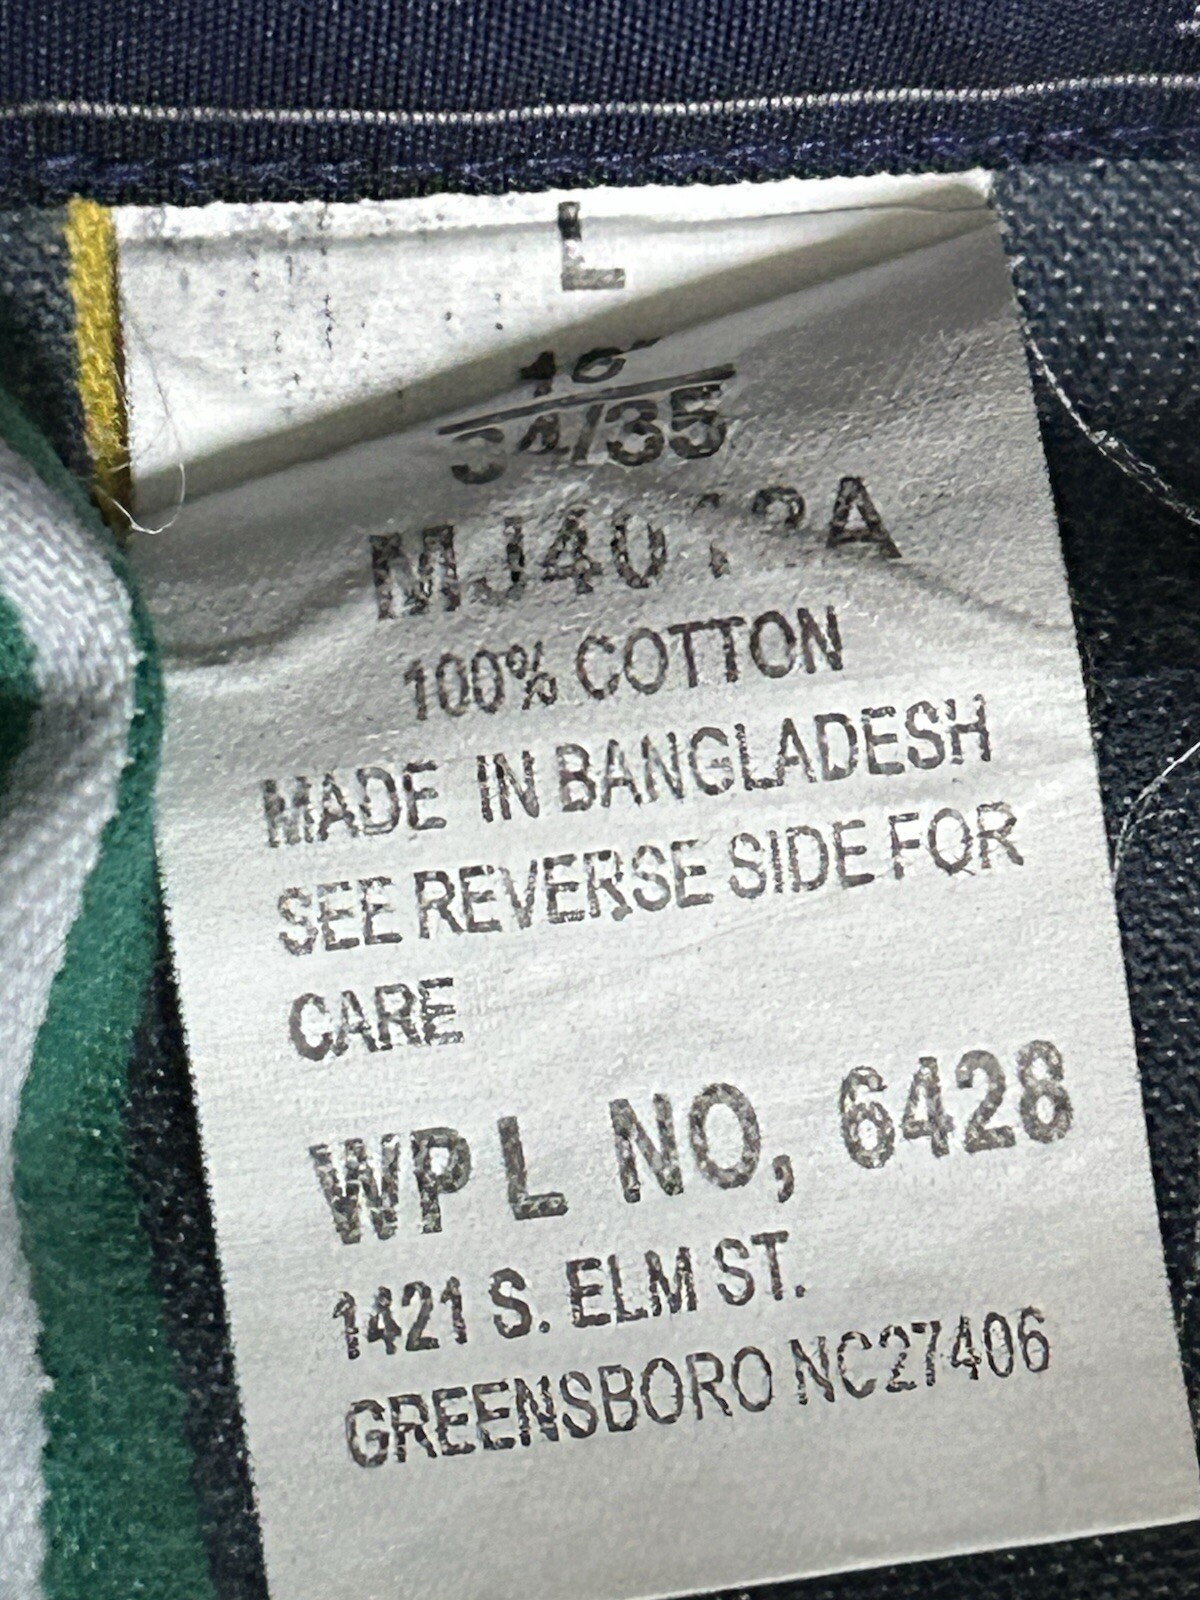 L
34/35
100% COTTON
MADE IN BANGLADESH
SEE REVERSE SIDE FOR
CARE
WPL NO, 6428
1421 S. ELM ST.
GREENSBORO NC27406